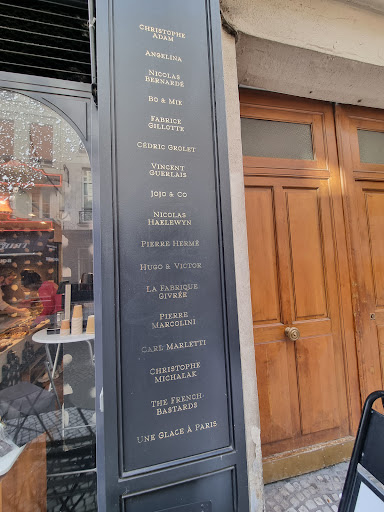 Christophe
Adam
Angelina
Nicolas
Bernardé
Bo & Mie
Fabrice
Gillotte
Cédric Grolet
Vincent
Guerlais
Jojo & Co
Nicolas
Haelewyn
Pierre Hermé
Hugo & Victor
La Fabrique
Givrée
Pierre
Marcolini
Carl Marletti
Christophe
Michalak
The French
Bastards
Une Glace à Paris